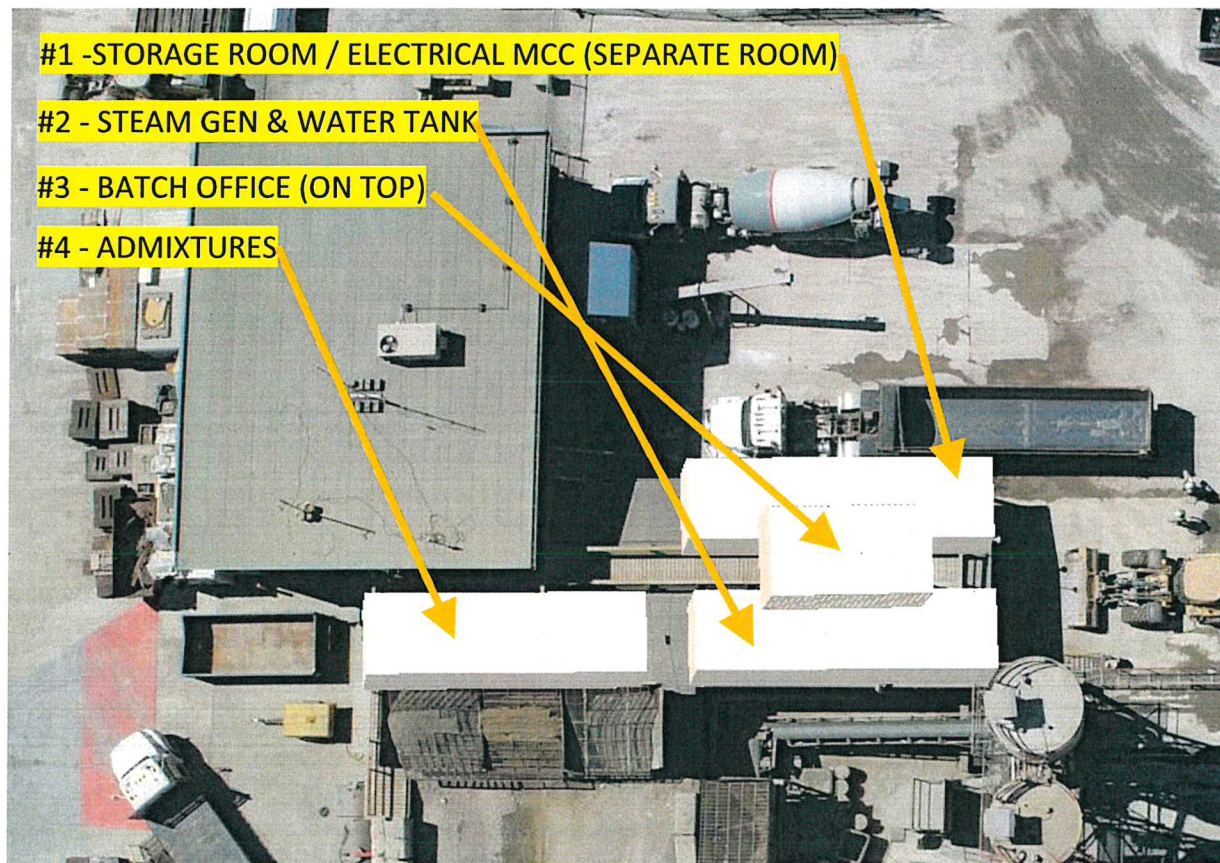 #1 -STORAGE ROOM / ELECTRICAL MCC (SEPARATE ROOM)
#2 - STEAM GEN & WATER TANK
#3 - BATCH OFFICE (ON TOP)
#4 - ADMIXTURES